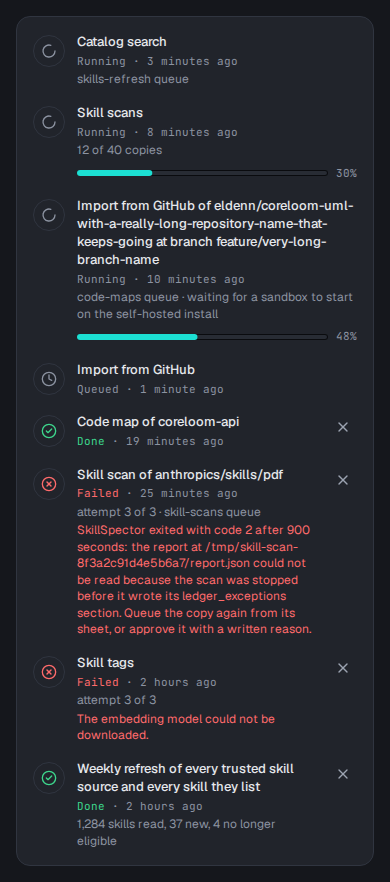 Catalog search
Running · 3 minutes ago
skills-refresh queue
Skill scans
Running · 8 minutes ago
12 of 40 copies
30%
Import from GitHub of eldenn/coreloom-uml-
with-a-really-long-repository-name-that-
keeps-going at branch feature/very-long-
branch-name
Running · 10 minutes ago
code-maps queue · waiting for a sandbox to start
on the self-hosted install
48%
Import from GitHub
Queued · 1 minute ago
Code map of coreloom-api
Done · 19 minutes ago
Skill scan of anthropics/skills/pdf
Failed · 25 minutes ago
attempt 3 of 3 · skill-scans queue
SkillSpector exited with code 2 after 900
seconds: the report at /tmp/skill-scan-
8f3a2c91d4e5b6a7/report.json could not
be read because the scan was stopped
before it wrote its ledger_exceptions
section. Queue the copy again from its
sheet, or approve it with a written reason.
Skill tags
Failed · 2 hours ago
attempt 3 of 3
The embedding model could not be
downloaded.
Weekly refresh of every trusted skill
source and every skill they list
Done · 2 hours ago
1,284 skills read, 37 new, 4 no longer
eligible